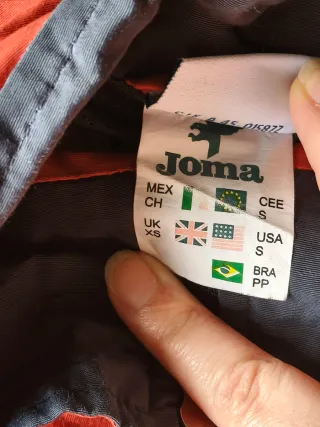 Joma
MEX CEE
CH S
UK USA
XS S
BRA
PP